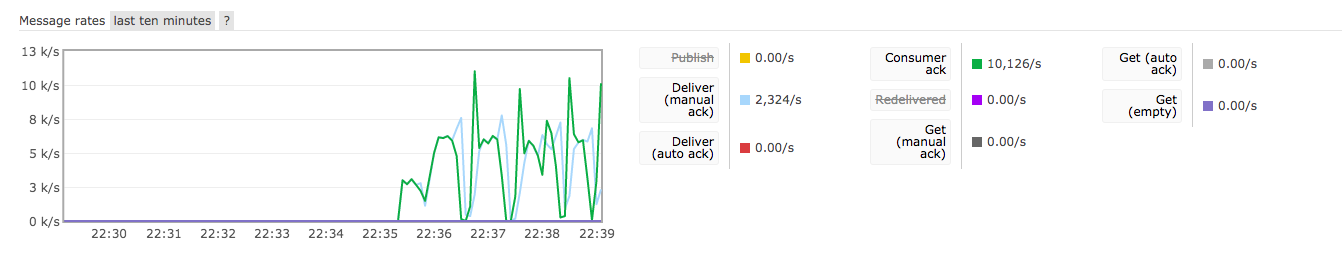 Message rates last ten minutes ?
13 k/s
10 k/s
8 k/s
5 k/s
3 k/s
0 k/s
22:30 22:31 22:32 22:33 22:34 22:35 22:36 22:37 22:38 22:39
Publish
0.00/s
Deliver
(manual
ack)
2,324/s
Deliver
(auto ack)
0.00/s
Consumer
ack
10,126/s
Redelivered
0.00/s
Get
(manual
ack)
0.00/s
Get (auto
ack)
0.00/s
Get
(empty)
0.00/s